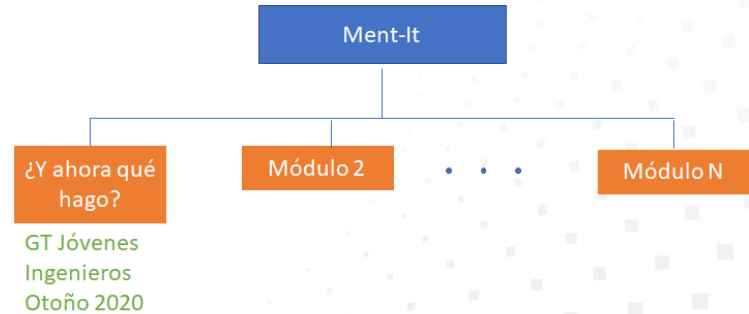 Ment-It
¿Y ahora qué
hago?
Módulo 2
Módulo N
GT Jóvenes
Ingenieros
Otoño 2020